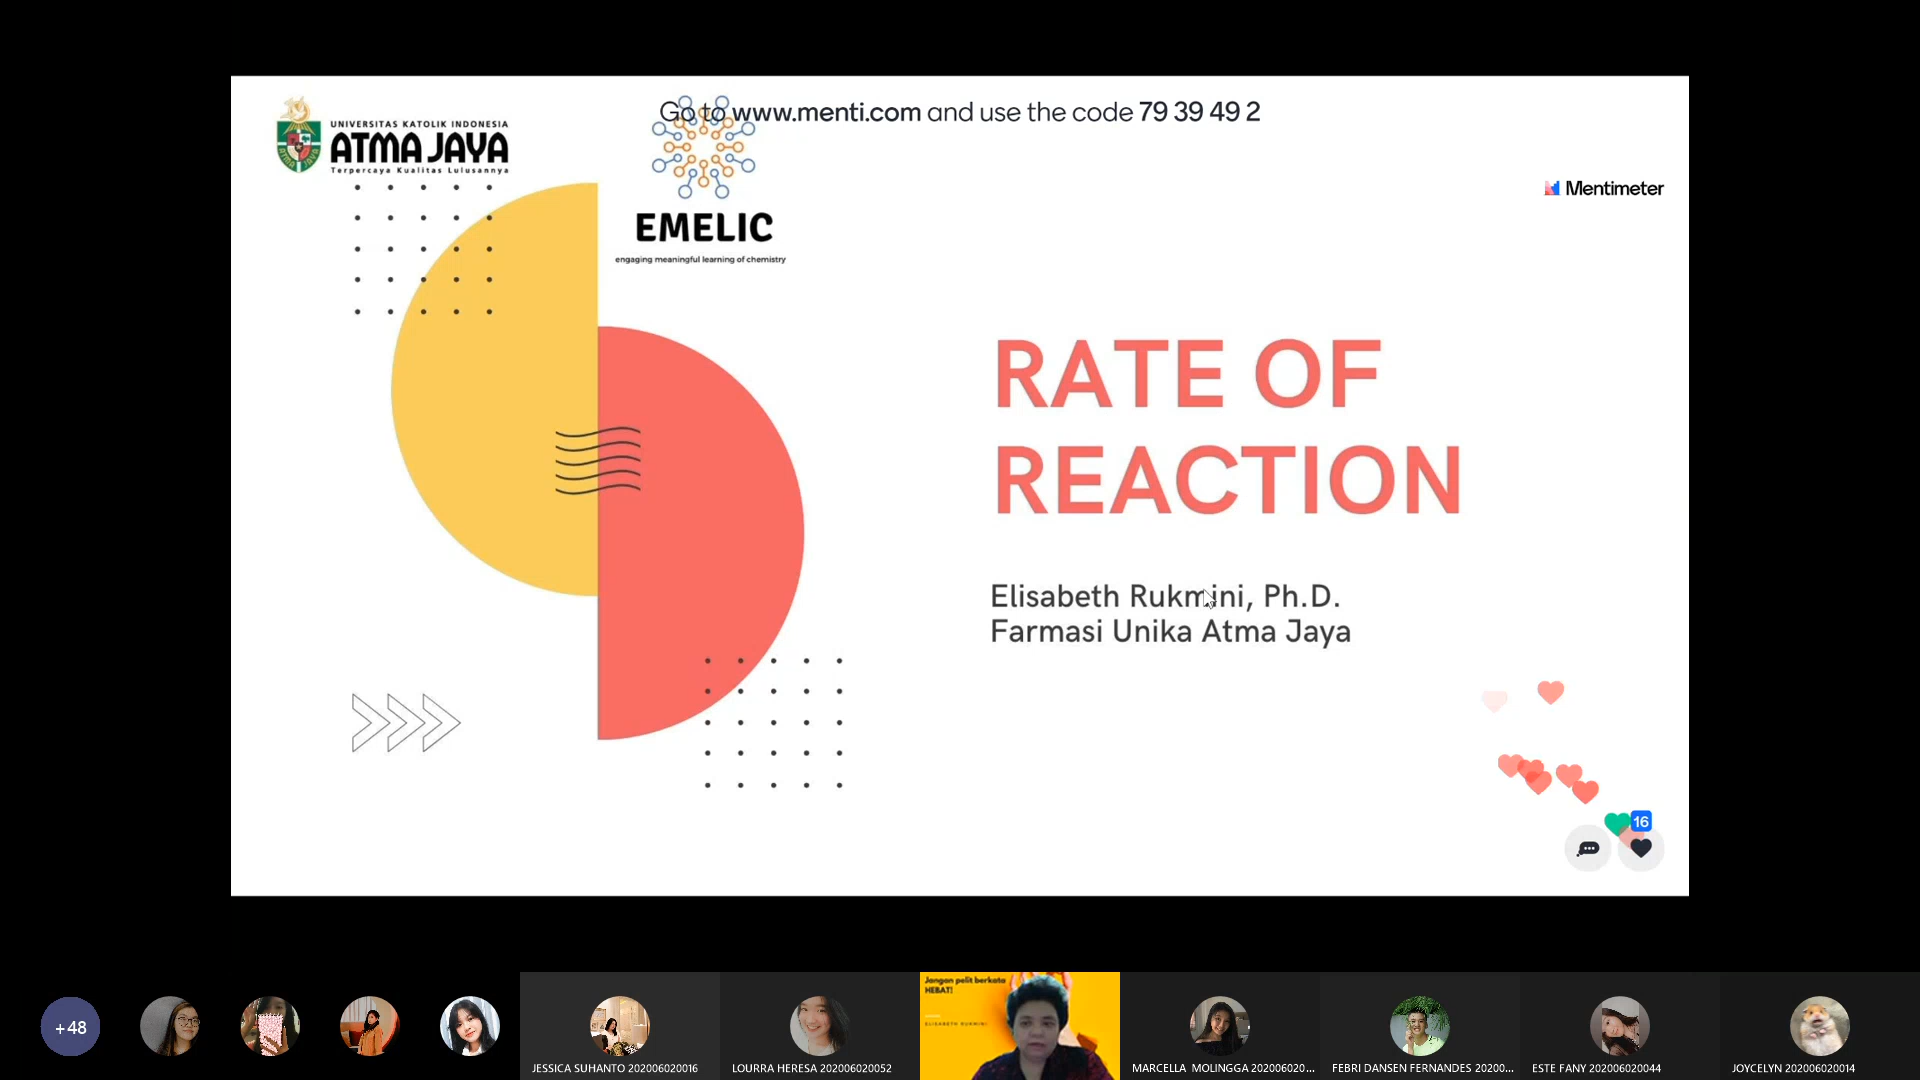 Go to www.menti.com and use the code 79 39 49 2
UNIVERSITAS KATOLIK INDONESIA
ATMA JAYA
Terpercaya Kualitas Lulusannya
Mentimeter
EMELIC
engaging meaningful learning of chemistry
RATE OF
REACTION
Elisabeth Rukmini, Ph.D.
Farmasi Unika Atma Jaya
16
+48
JESSICA SUHANTO 202006020016
LOURRA HERESA 202006020052
Jangan pelit berkata
HEBAT!
ELISABETH RUKMINI
MARCELLA MOLINGGA 202006020...
FEBRI DANSEN FERNANDES 20200...
ESTE FANY 202006020044
JOYCELYN 202006020014